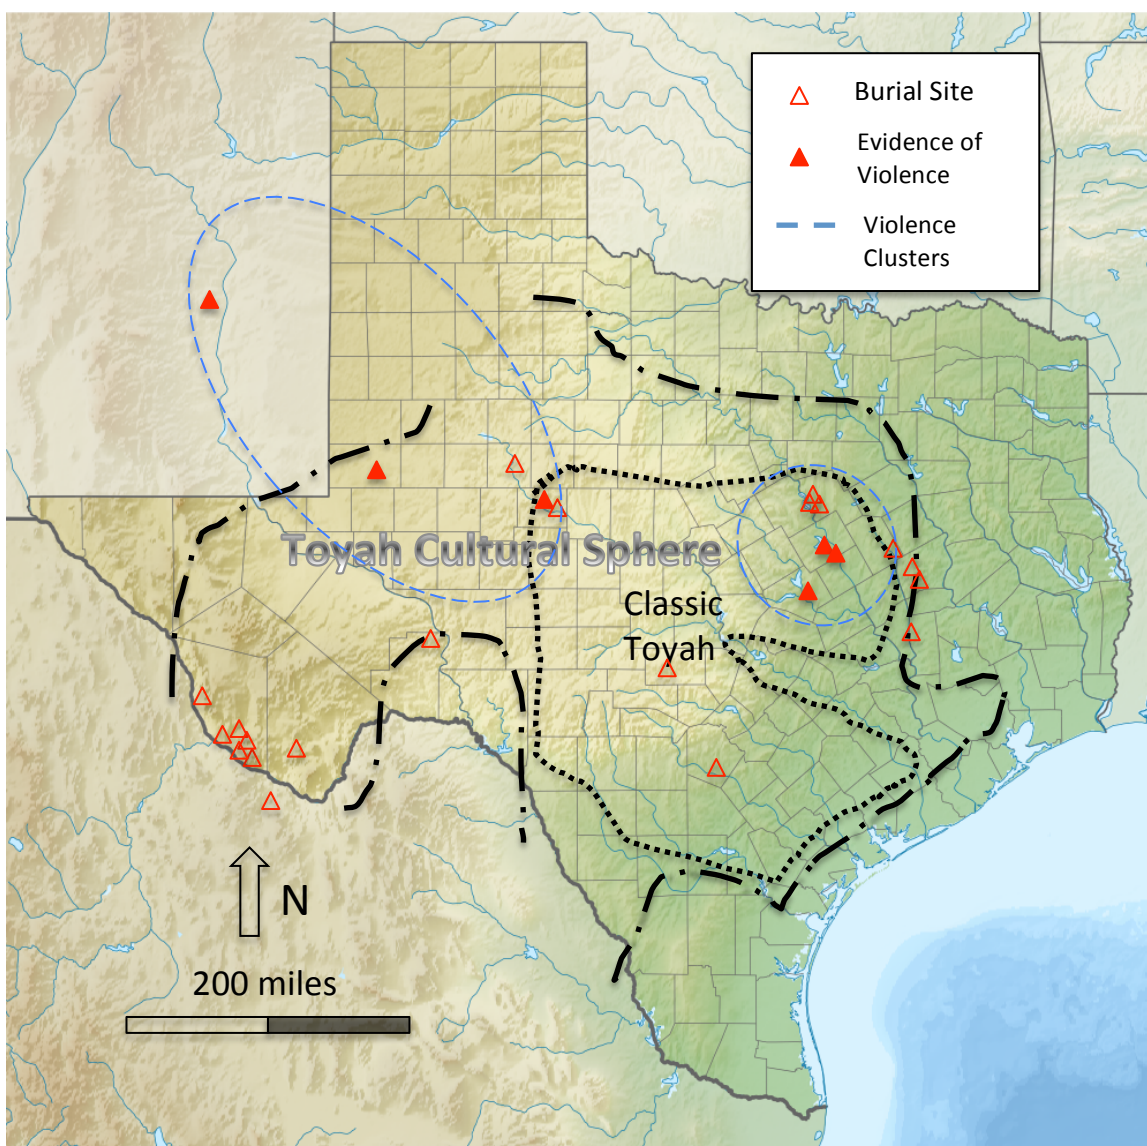 Burial Site
Evidence of
Violence
Violence
Clusters
Toyah Cultural Sphere
Classic
Toyah
N
200 miles